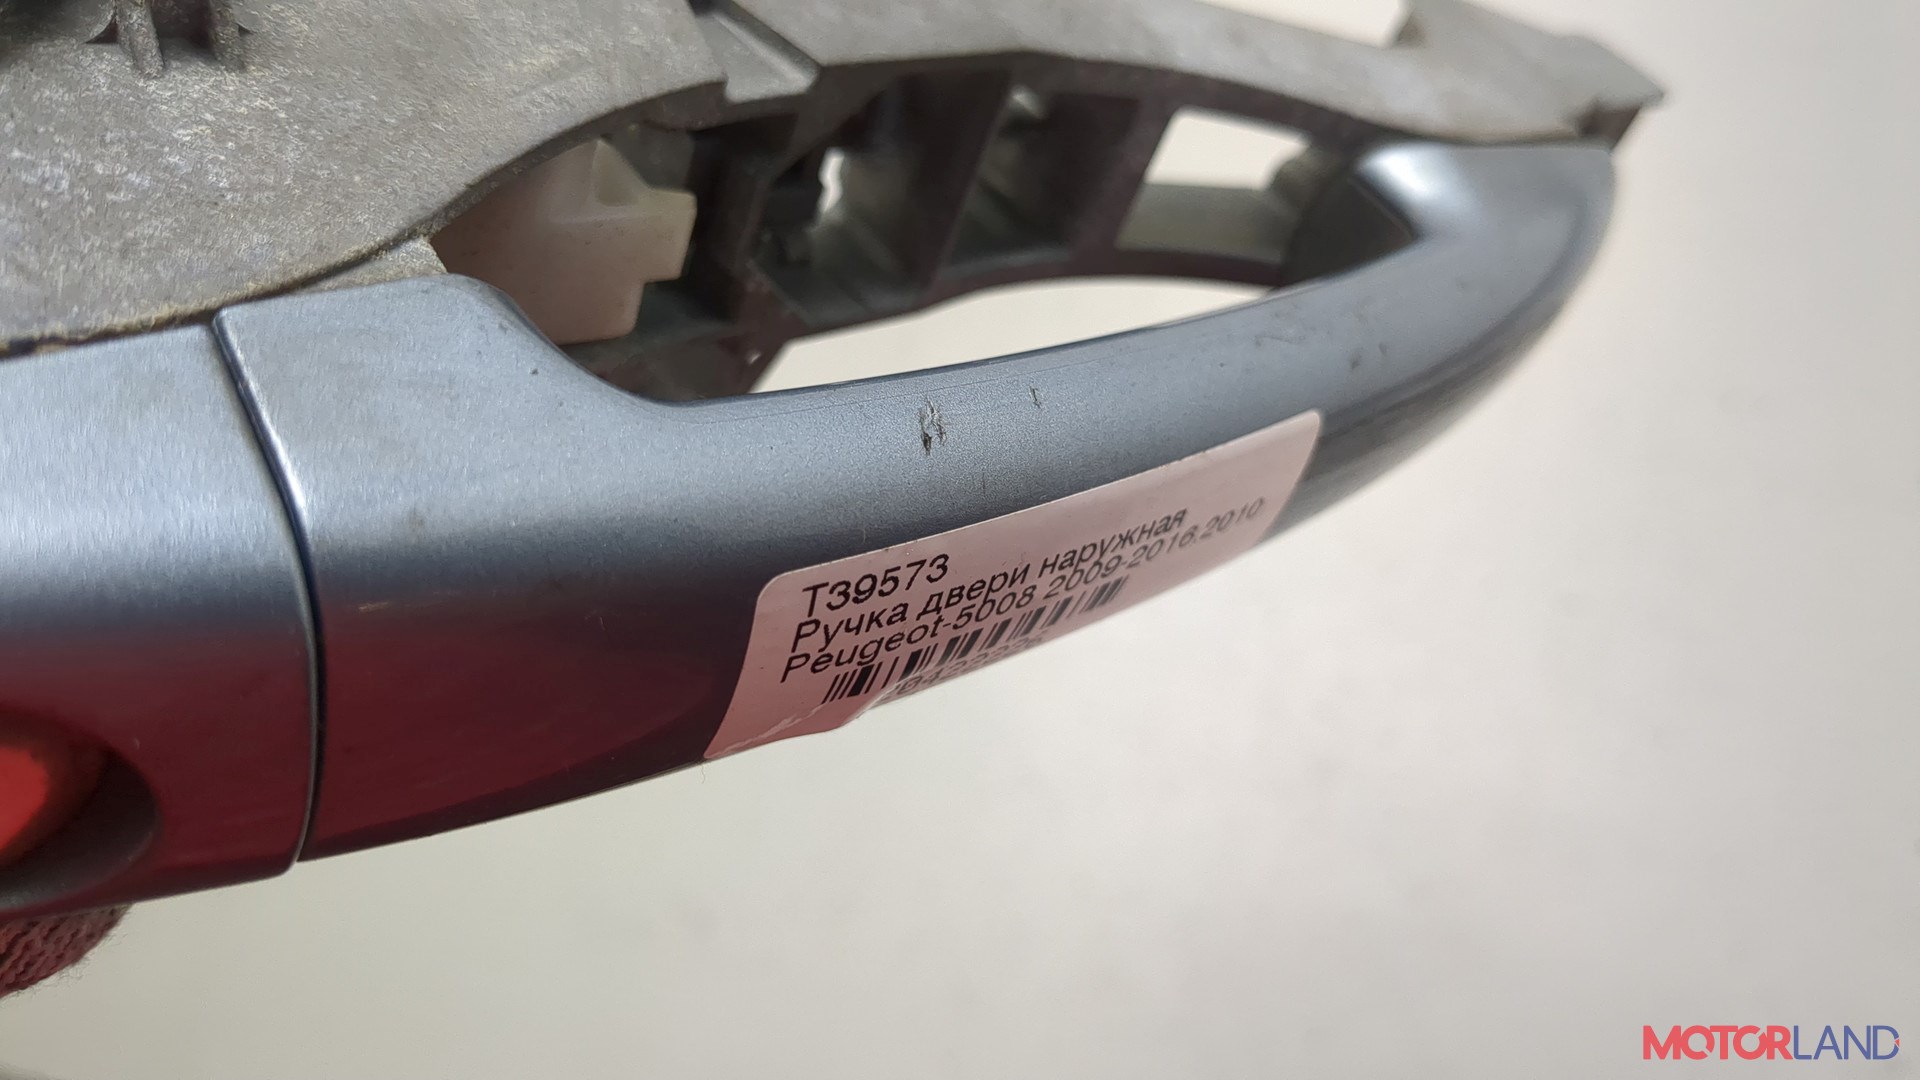 T39573
Ручка двери наружная
Peugeot-5008 2009-2016.2010
MOTORLAND